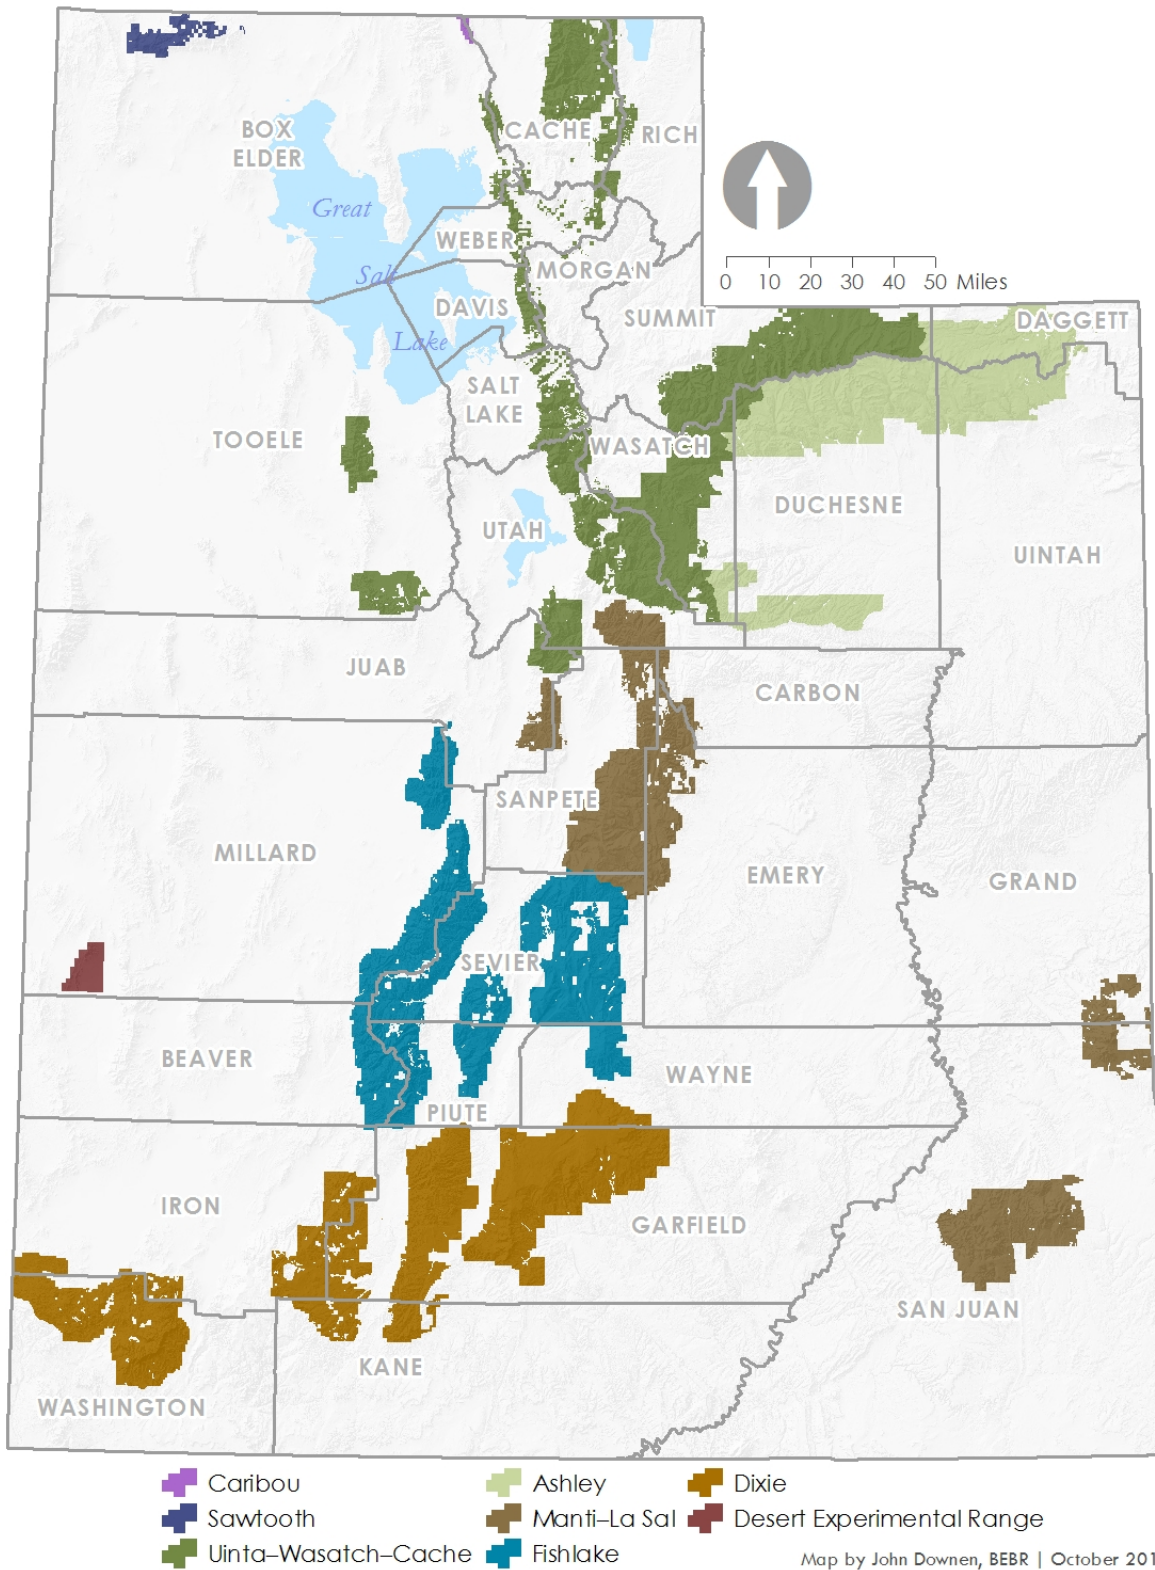 BOX
ELDER
CACHE
RICH
Great
WEBER
MORGAN
Salt
0 10 20 30 40 50 Miles
DAVIS
SUMMIT
DAGGETT
Lake
SALT
LAKE
TOOELE
WASATCH
DUCHESNE
UTAH
UINTAH
JUAB
CARBON
SANPETE
MILLARD
EMERY
GRAND
SEVIER
BEAVER
WAYNE
PIUTE
IRON
GARFIELD
SAN JUAN
KANE
WASHINGTON
Caribou
Ashley
Dixie
Sawtooth
Manti–La Sal
Desert Experimental Range
Uinta–Wasatch–Cache
Fishlake
Map by John Downen, BEBR | October 201